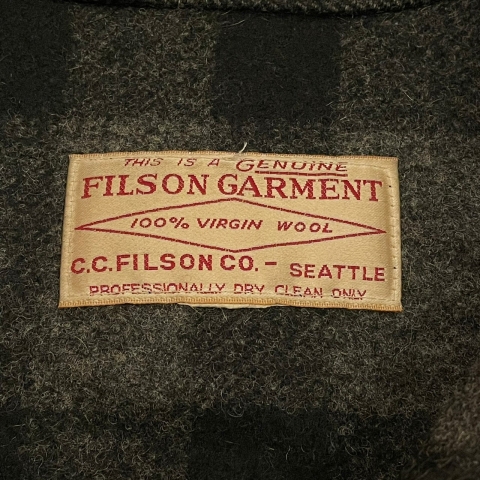 THIS IS A GENUINE
FILSON GARMENT
100% VIRGIN WOOL
C.C.FILSON CO. – SEATTLE
PROFESSIONALLY DRY CLEAN ONLY